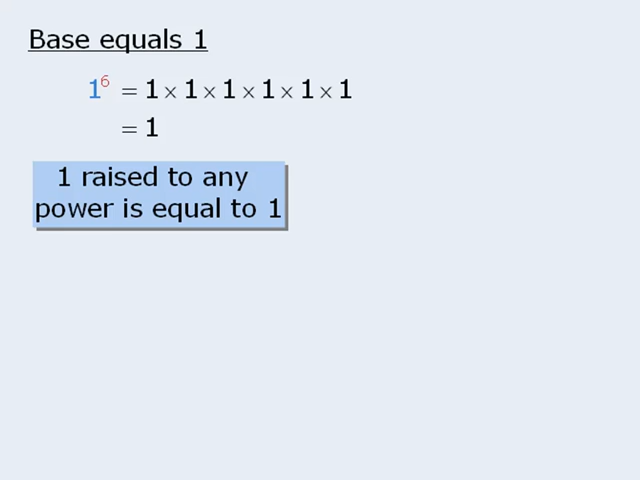 Base equals 1
1⁶ = 1 × 1 × 1 × 1 × 1 × 1
= 1
1 raised to any
power is equal to 1